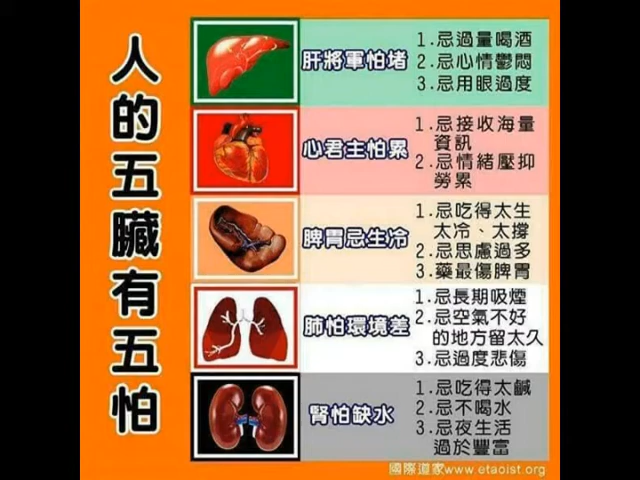 人的五臟有五怕
肝將軍怕堵
1.忌過量喝酒
2.忌心情鬱悶
3.忌用眼過度
心君主怕累
1.忌接收海量
資訊
2.忌情緒壓抑
勞累
脾胃忌生冷
1.忌吃得太生
太冷、太撐
2.忌思慮過多
3.藥最傷脾胃
肺怕環境差
1.忌長期吸煙
2.忌空氣不好
的地方留太久
3.忌過度悲傷
腎怕缺水
1.忌吃得太鹹
2.忌不喝水
3.忌夜生活
過於豐富
國際道家www.etaoist.org